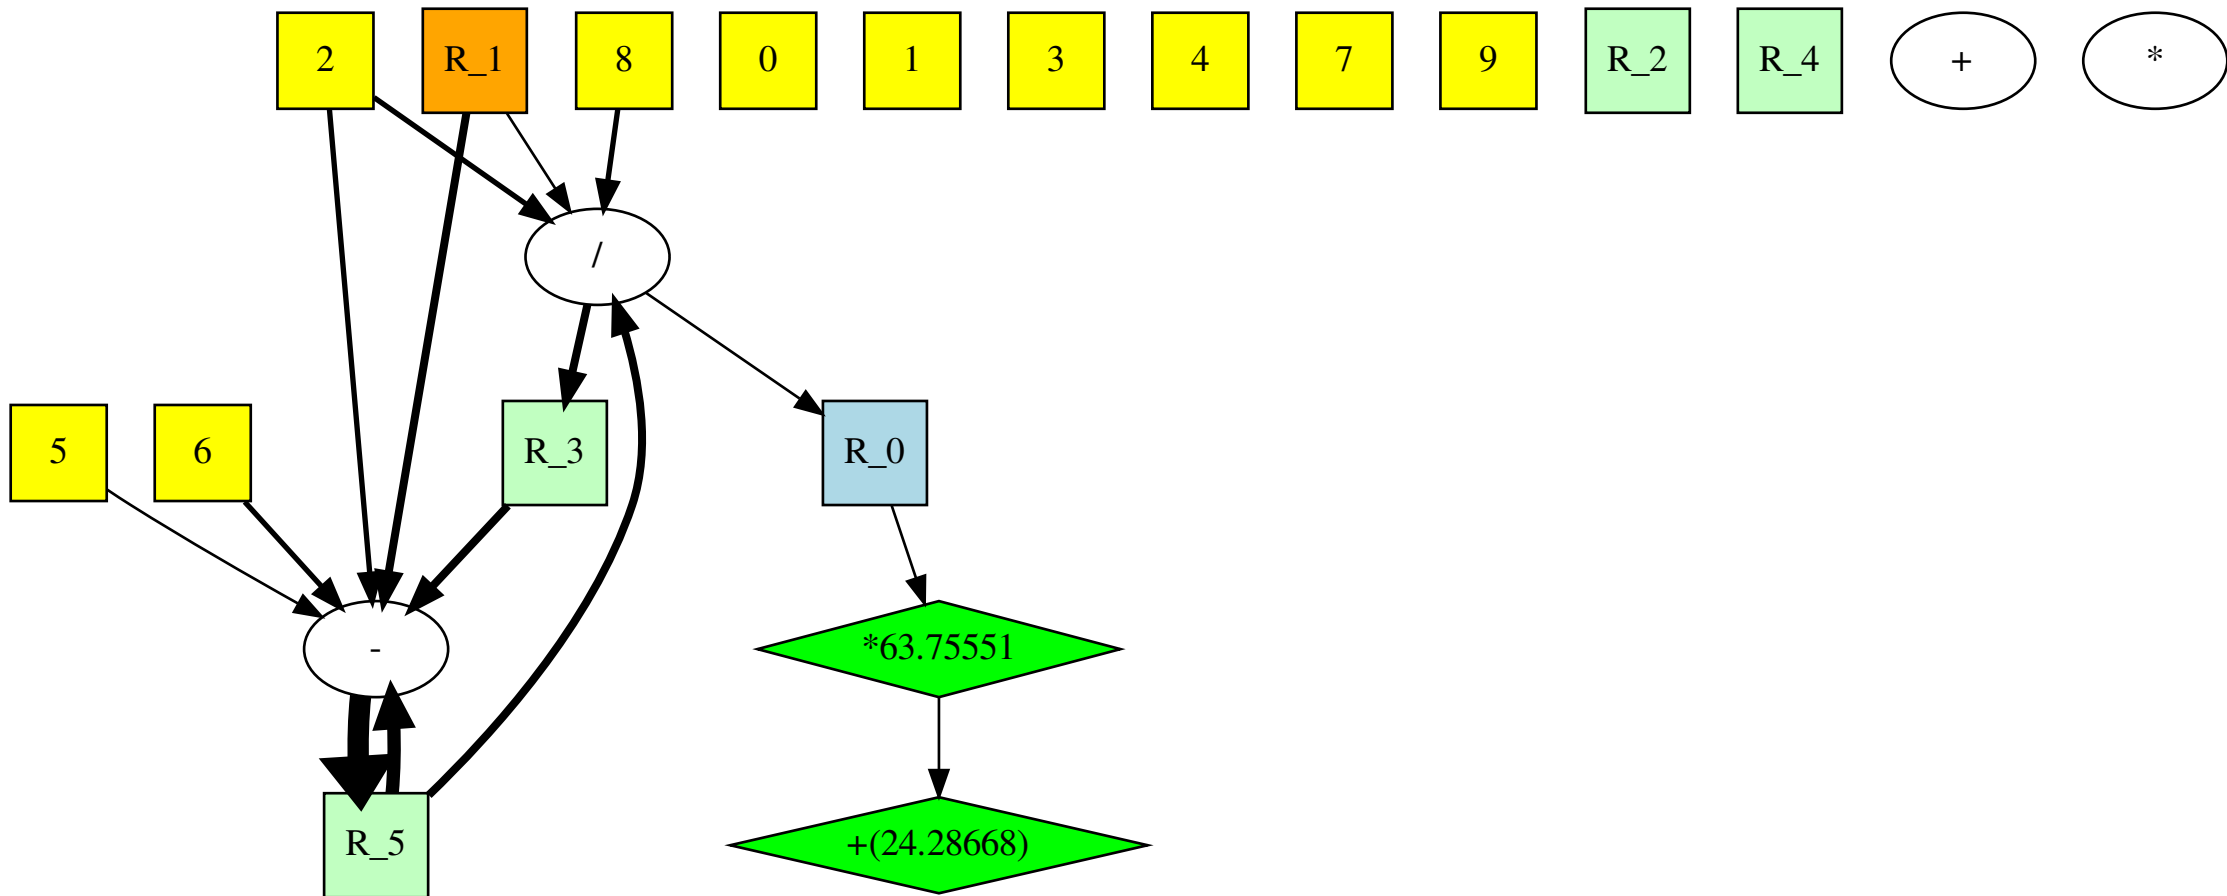 2 R_1 8 0 1 3 4 7 9 R_2 R_4 + *
/
5 6 R_3 R_0
- *63.75551
R_5 +(24.28668)